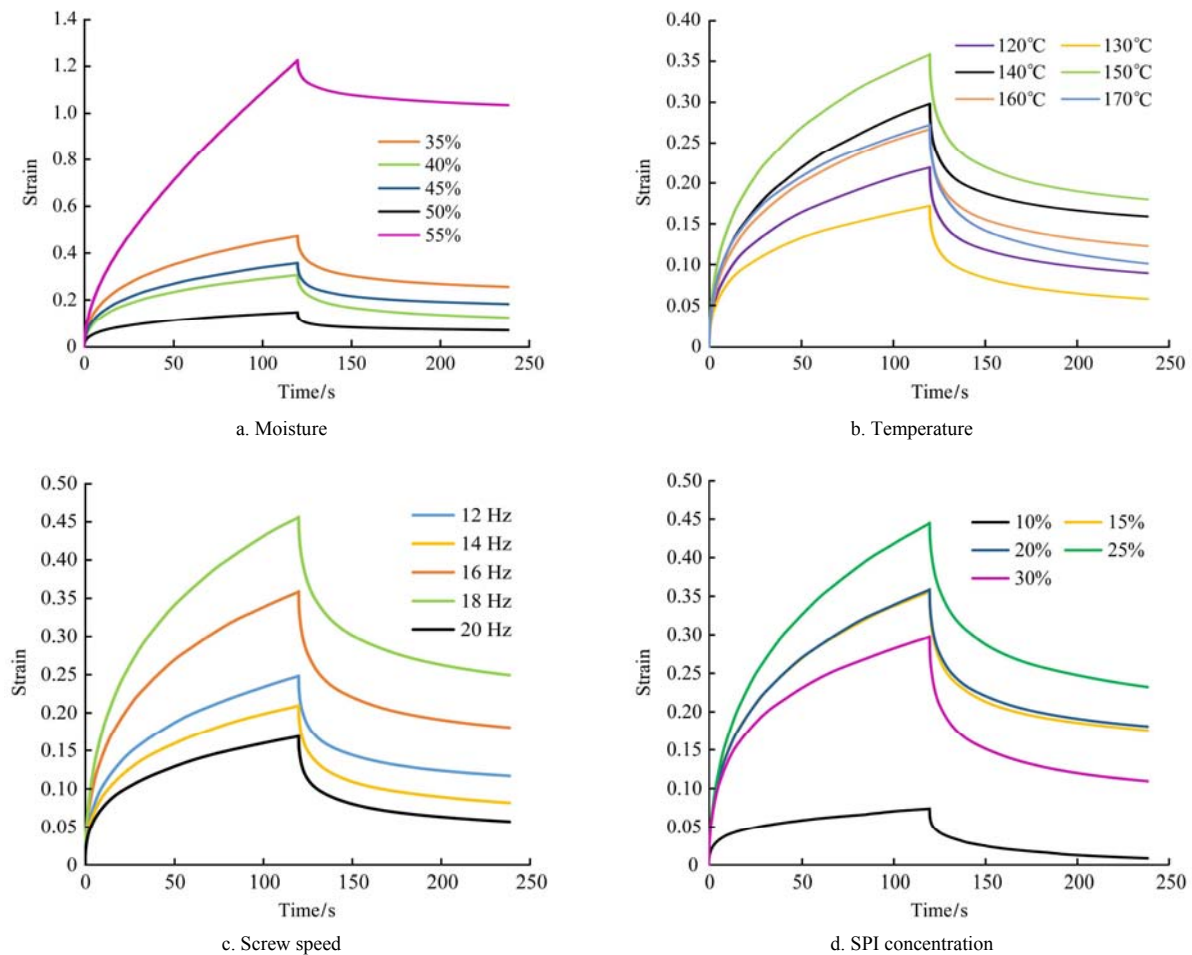 1.4
1.2
1.0
0.8
0.6
0.4
0.2
0
Strain
35%
40%
45%
50%
55%
0 50 100 150 200 250
Time/s
a. Moisture
0.40
0.35
0.30
0.25
0.20
0.15
0.10
0.05
0
Strain
120℃ 130℃
140℃ 150℃
160℃ 170℃
0 50 100 150 200 250
Time/s
b. Temperature
0.50
0.45
0.40
0.35
0.30
0.25
0.20
0.15
0.10
0.05
0
Strain
12 Hz
14 Hz
16 Hz
18 Hz
20 Hz
0 50 100 150 200 250
Time/s
c. Screw speed
0.50
0.45
0.40
0.35
0.30
0.25
0.20
0.15
0.10
0.05
0
Strain
10% 15%
20% 25%
30%
0 50 100 150 200 250
Time/s
d. SPI concentration